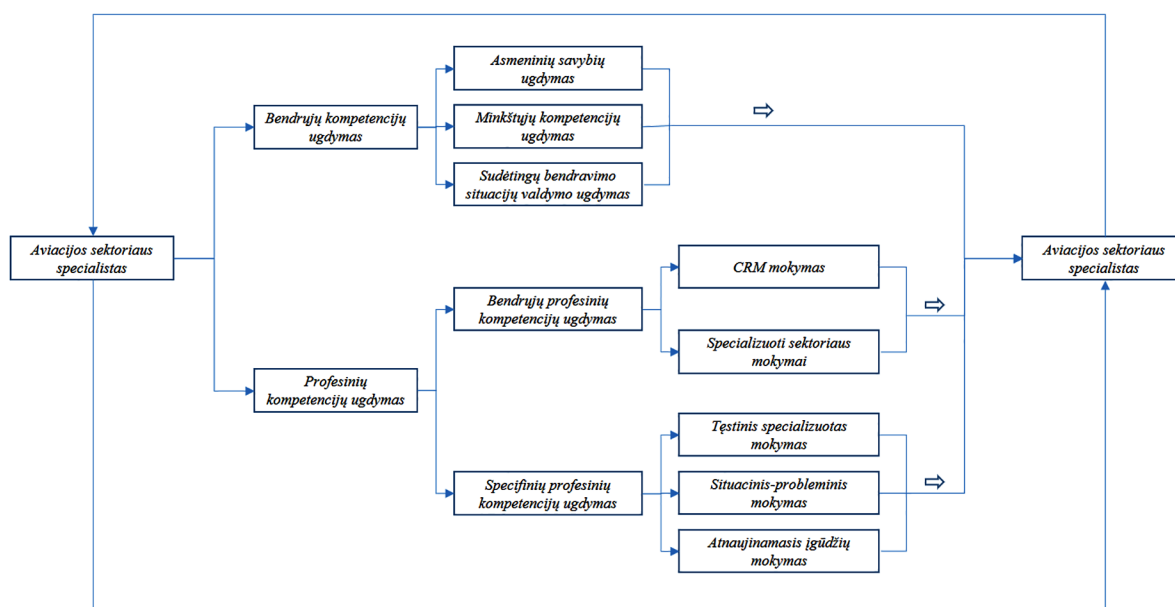 Asmeninių savybių
ugdymas
Bendrųjų kompetencijų
ugdymas
Minkštųjų kompetencijų
ugdymas
Sudėtingų bendravimo
situacijų valdymo ugdymas
Aviacijos sektoriaus
specialistas
Aviacijos sektoriaus
specialistas
CRM mokymas
Bendrųjų profesinių
kompetencijų ugdymas
Specializuoti sektoriaus
mokymai
Profesinių
kompetencijų ugdymas
Tęstinis specializuotas
mokymas
Specifinių profesinių
kompetencijų ugdymas
Situacinis-probleminis
mokymas
Atnaujinamasis įgūdžių
mokymas